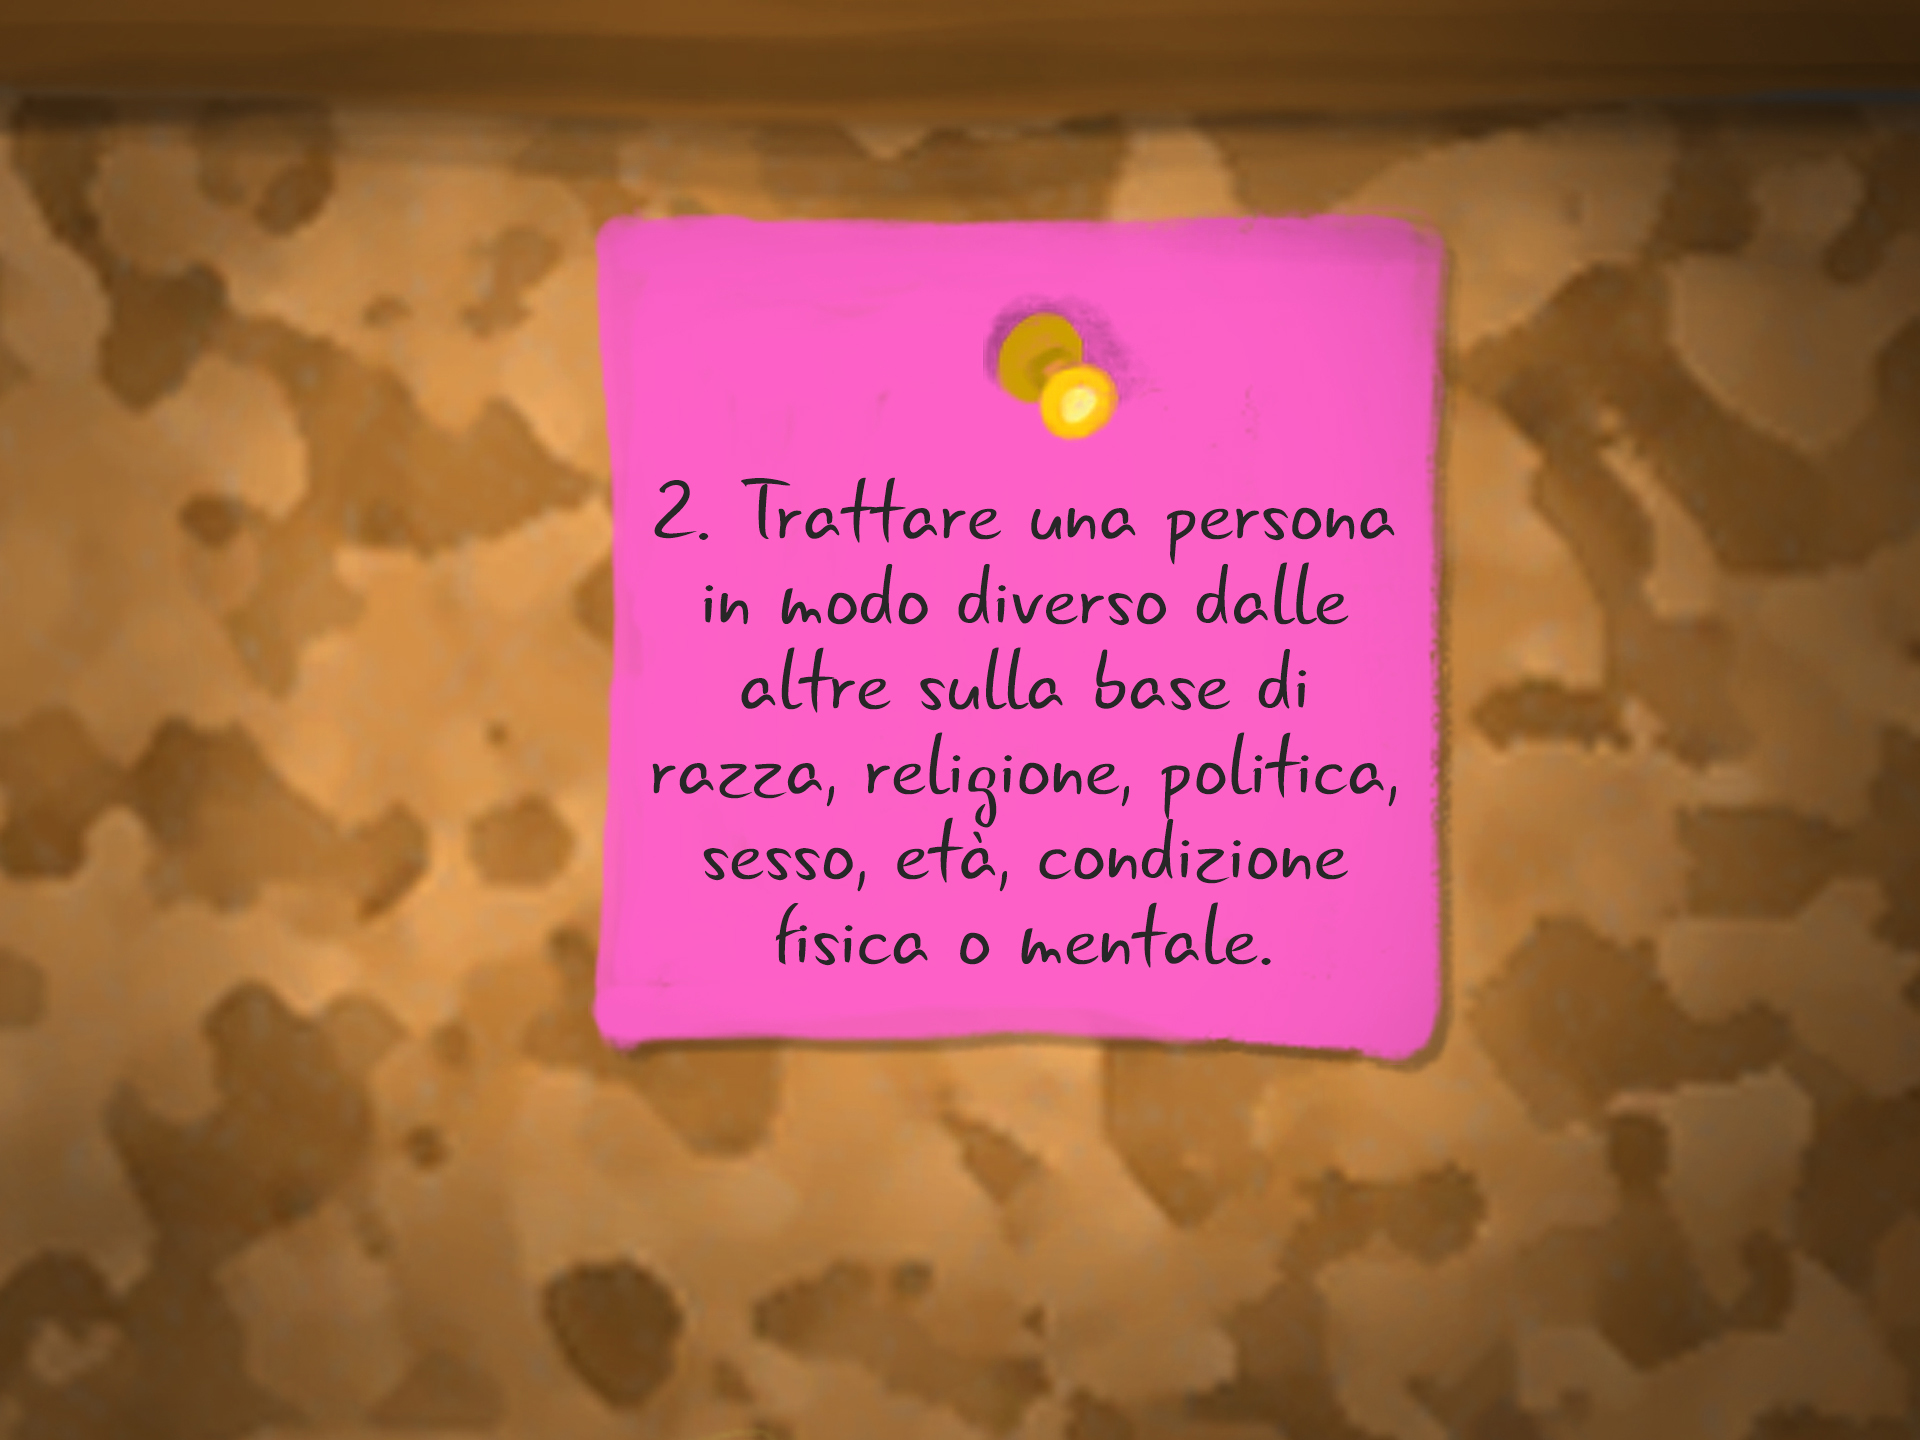 2. Trattare una persona
in modo diverso dalle
altre sulla base di
razza, religione, politica,
sesso, età, condizione
fisica o mentale.